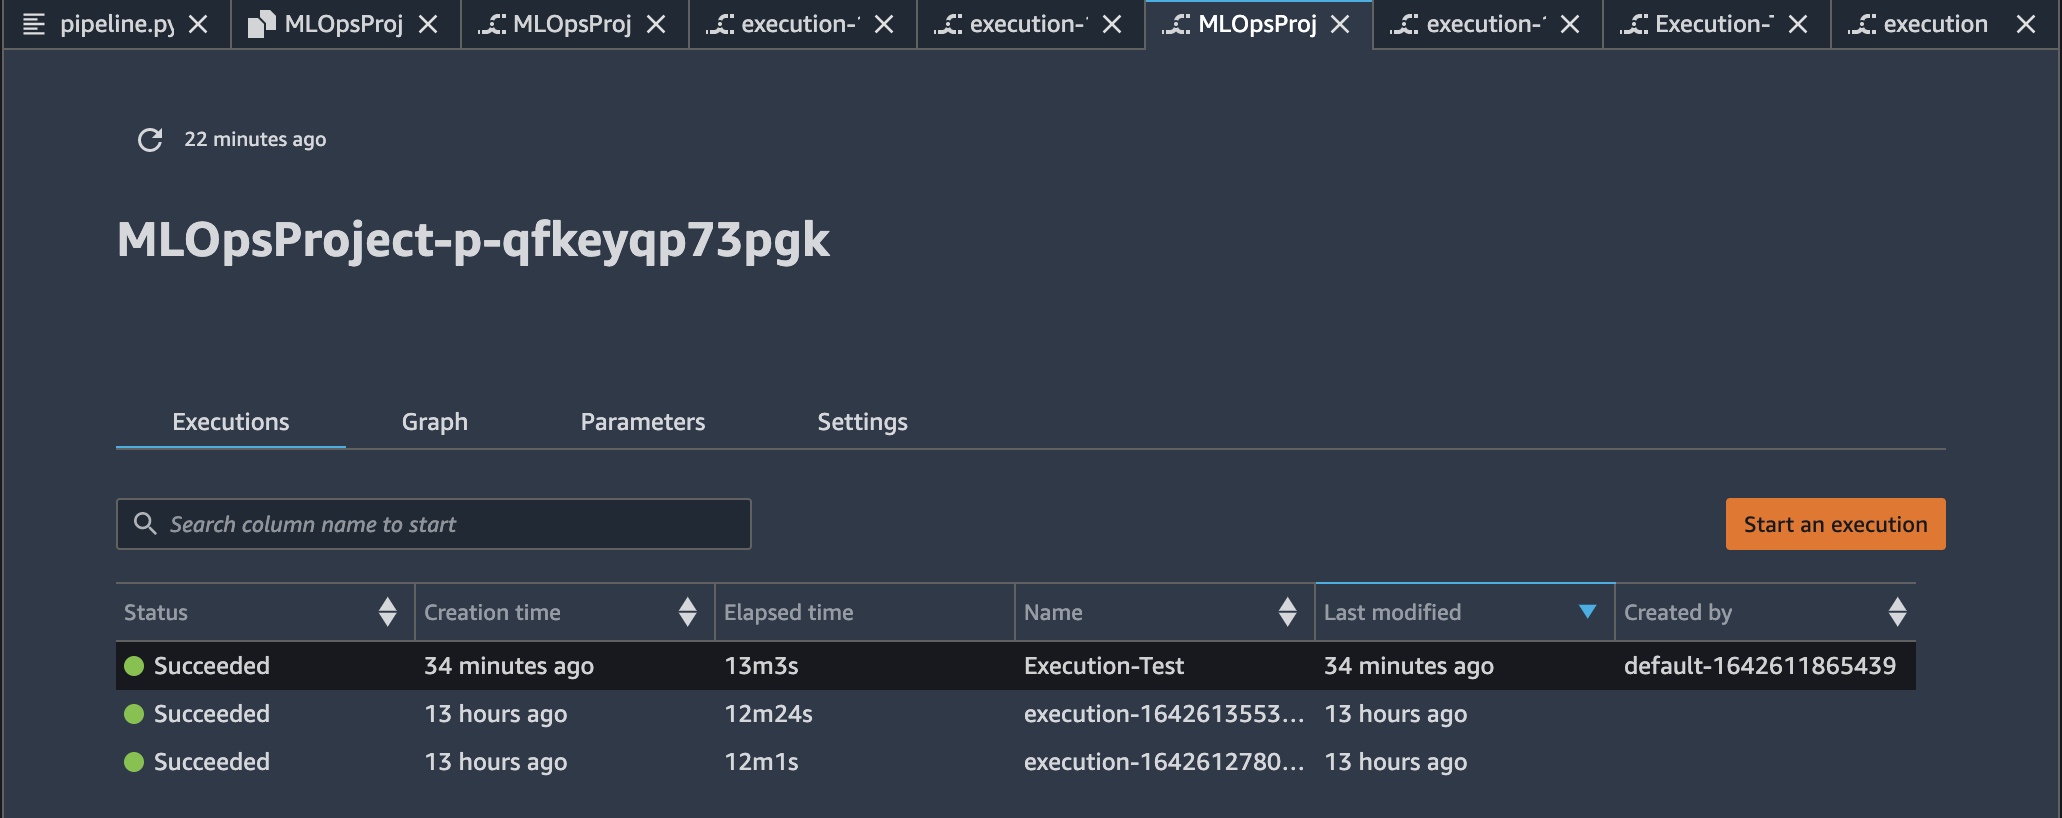 pipeline.py MLOpsProj MLOpsProj execution- execution- MLOpsProj execution- Execution- execution
22 minutes ago
MLOpsProject-p-qfkeyqp73pgk
Executions Graph Parameters Settings
Search column name to start Start an execution
Status Creation time Elapsed time Name Last modified Created by
Succeeded 34 minutes ago 13m3s Execution-Test 34 minutes ago default-1642611865439
Succeeded 13 hours ago 12m24s execution-1642613553... 13 hours ago
Succeeded 13 hours ago 12m1s execution-1642612780... 13 hours ago